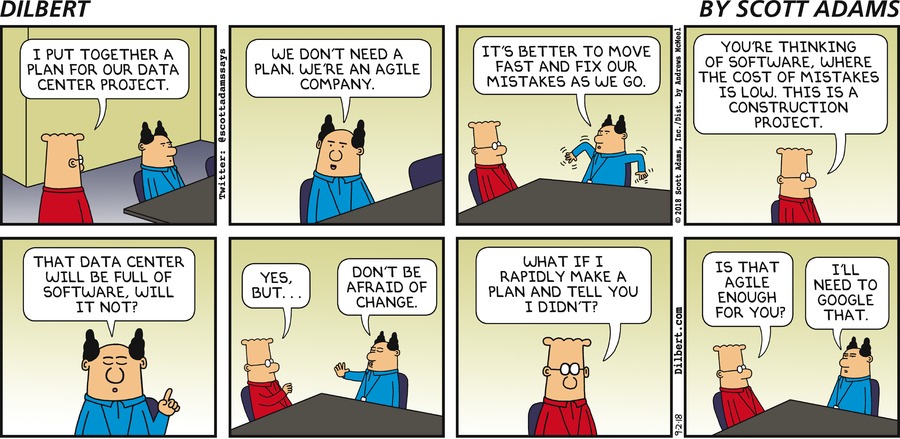 DILBERT
BY SCOTT ADAMS
I PUT TOGETHER A
PLAN FOR OUR DATA
CENTER PROJECT.
Twitter: @scottadamssays
WE DON'T NEED A
PLAN. WE'RE AN AGILE
COMPANY.
IT'S BETTER TO MOVE
FAST AND FIX OUR
MISTAKES AS WE GO.
© 2018 Scott Adams, Inc./Dist. by Andrews McMeel
YOU'RE THINKING
OF SOFTWARE, WHERE
THE COST OF MISTAKES
IS LOW. THIS IS A
CONSTRUCTION
PROJECT.
THAT DATA CENTER
WILL BE FULL OF
SOFTWARE, WILL
IT NOT?
YES,
BUT...
DON'T BE
AFRAID OF
CHANGE.
WHAT IF I
RAPIDLY MAKE A
PLAN AND TELL YOU
I DIDN'T?
Dilbert.com
9-2-18
IS THAT
AGILE
ENOUGH
FOR YOU?
I'LL
NEED TO
GOOGLE
THAT.